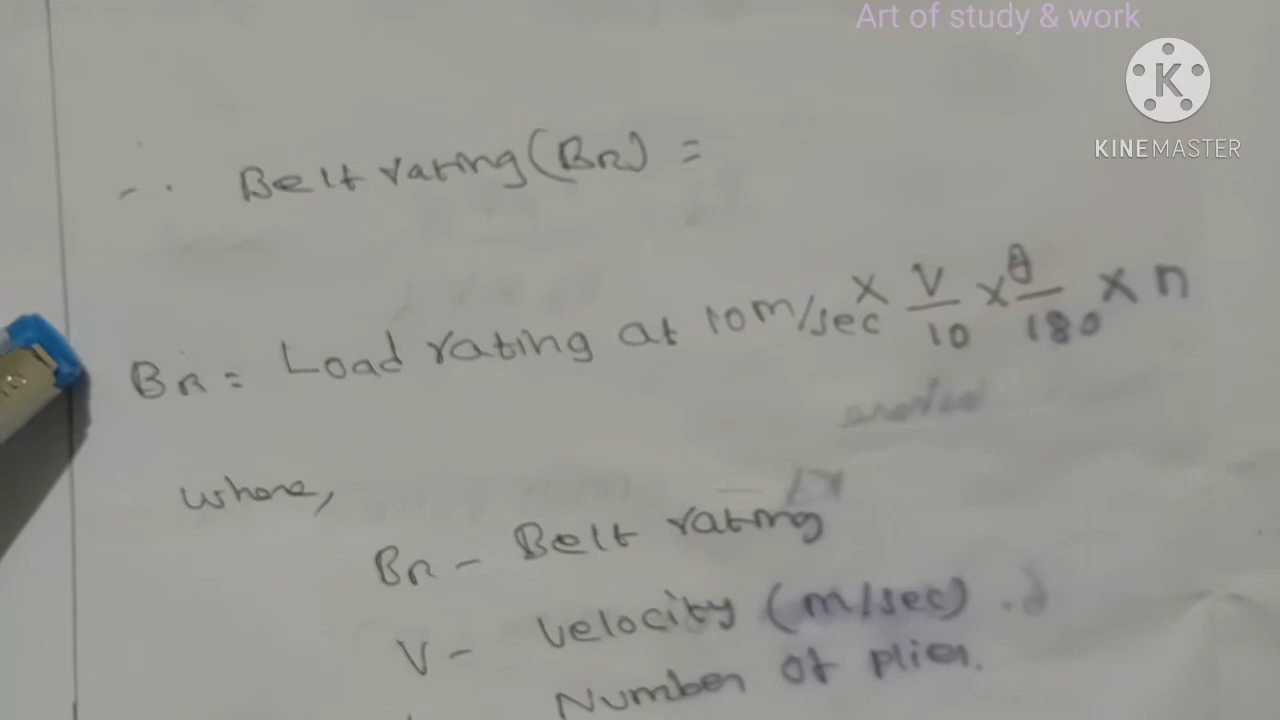 Art of study & work
K
KINEMASTER
∴ Belt rating (BR) =
BR = Load rating at 10 m/sec × V/10 × θ/180 × n
where,
BR – Belt rating
V – Velocity (m/sec).
Number of plies.